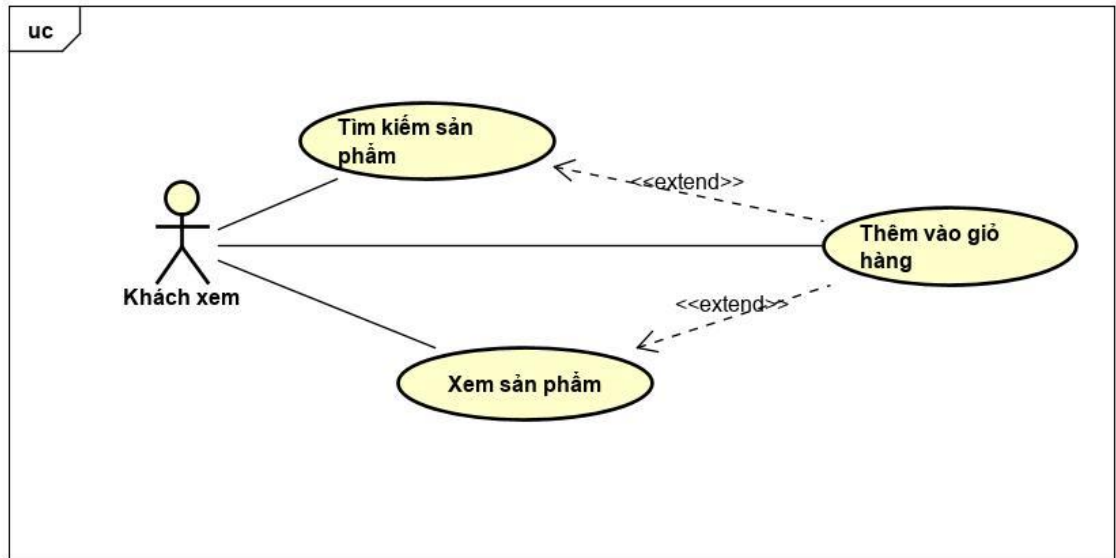 uc
Tìm kiếm sản
phẩm
<<extend>>
Thêm vào giỏ
hàng
Khách xem
<<extend>>
Xem sản phẩm